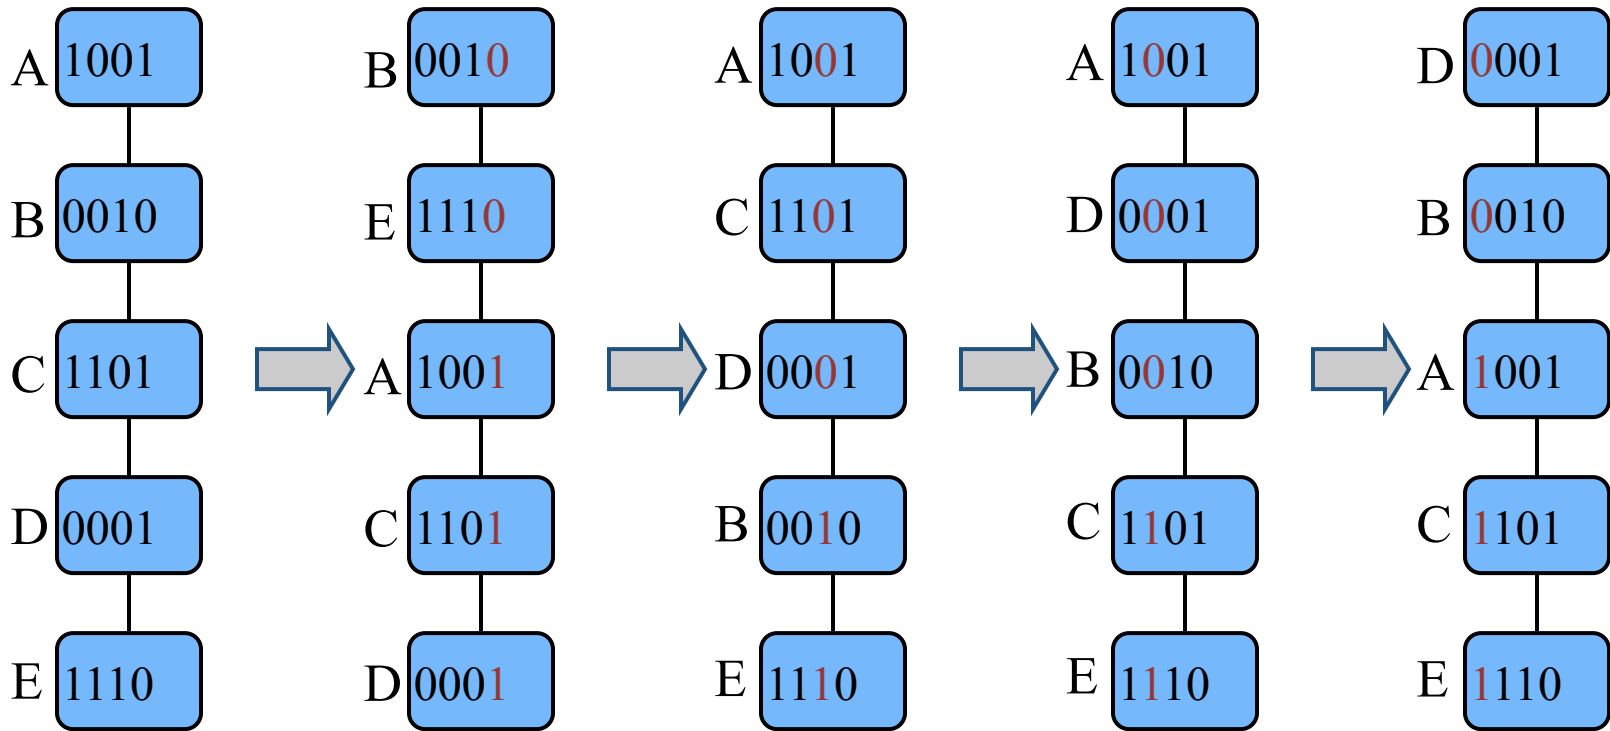 A 1001 B 0010 A 1001 A 1001 D 0001
B 0010 E 1110 C 1101 D 0001 B 0010
C 1101 A 1001 D 0001 B 0010 A 1001
D 0001 C 1101 B 0010 C 1101 C 1101
E 1110 D 0001 E 1110 E 1110 E 1110